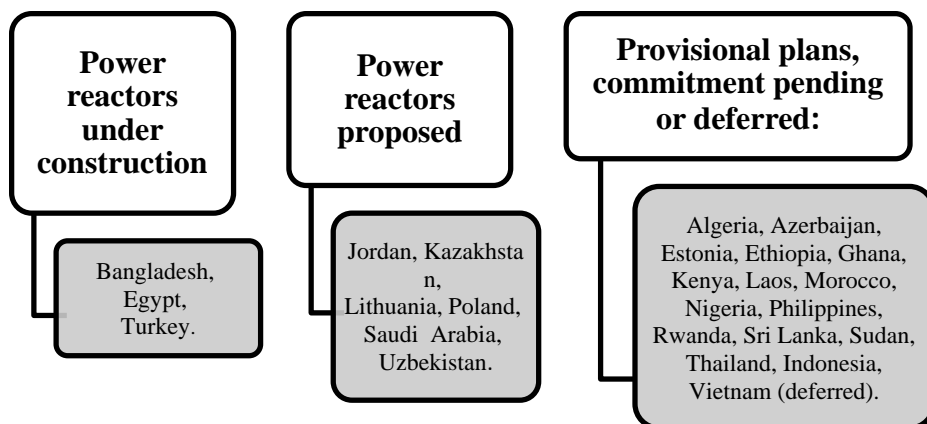 Power
reactors
under
construction
Bangladesh,
Egypt,
Turkey.
Power
reactors
proposed
Jordan, Kazakhsta
n,
Lithuania, Poland,
Saudi Arabia,
Uzbekistan.
Provisional plans,
commitment pending
or deferred:
Algeria, Azerbaijan,
Estonia, Ethiopia, Ghana,
Kenya, Laos, Morocco,
Nigeria, Philippines,
Rwanda, Sri Lanka, Sudan,
Thailand, Indonesia,
Vietnam (deferred).